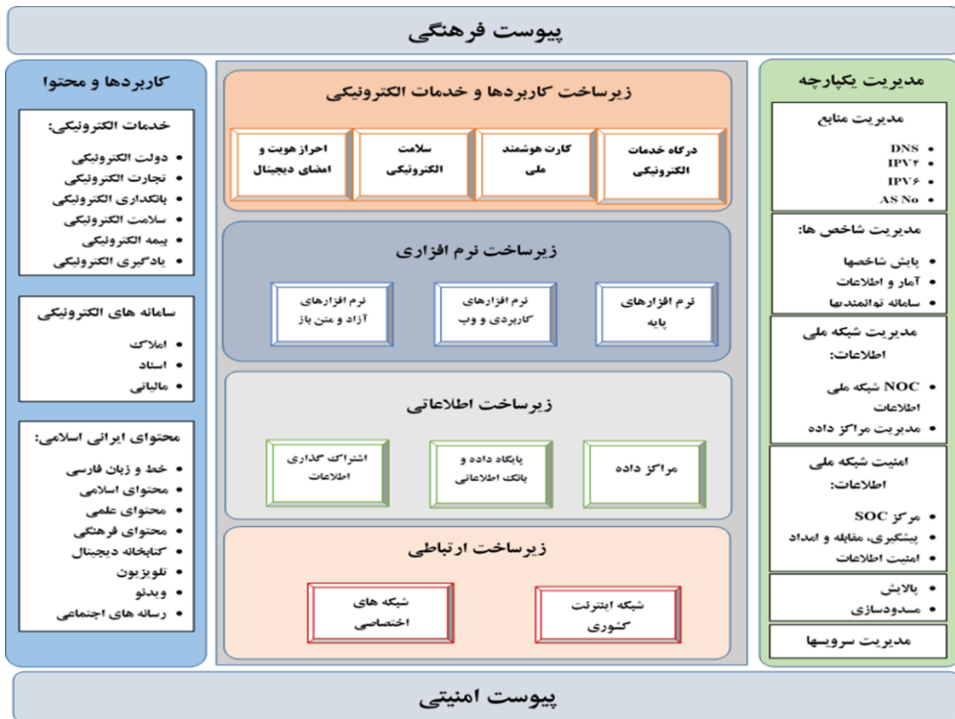 پیوست فرهنگی
مدیریت یکپارچه
مدیریت منابع
DNS
IPV۴
IPV۶
AS No
مدیریت شاخص ها:
پایش شاخصها
آمار و اطلاعات
سامانه توانمندیها
مدیریت شبکه ملی
اطلاعات:
NOC شبکه ملی
اطلاعات
مدیریت مراکز داده
امنیت شبکه ملی
اطلاعات:
مرکز SOC
پیشگیری، مقابله و امداد
امنیت اطلاعات
پالایش
مسدودسازی
مدیریت سرویسها
زیرساخت کاربردها و خدمات الکترونیکی
درگاه خدمات
الکترونیکی
کارت هوشمند
ملی
سلامت
الکترونیکی
احراز هویت و
امضای دیجیتال
زیرساخت نرم افزاری
نرم افزارهای
پایه
نرم افزارهای
کاربردی و وب
نرم افزارهای
آزاد و متن باز
زیرساخت اطلاعاتی
مراکز داده
پایگاه داده و
بانک اطلاعاتی
اشتراک گذاری
اطلاعات
زیرساخت ارتباطی
شبکه اینترنت
کشوری
شبکه های
اختصاصی
کاربردها و محتوا
خدمات الکترونیکی:
دولت الکترونیکی
تجارت الکترونیکی
بانکداری الکترونیکی
سلامت الکترونیکی
بیمه الکترونیکی
یادگیری الکترونیکی
سامانه های الکترونیکی
املاک
اسناد
مالیاتی
محتوای ایرانی اسلامی:
خط و زبان فارسی
محتوای اسلامی
محتوای علمی
محتوای فرهنگی
کتابخانه دیجیتال
تلویزیون
ویدئو
رسانه های اجتماعی
پیوست امنیتی